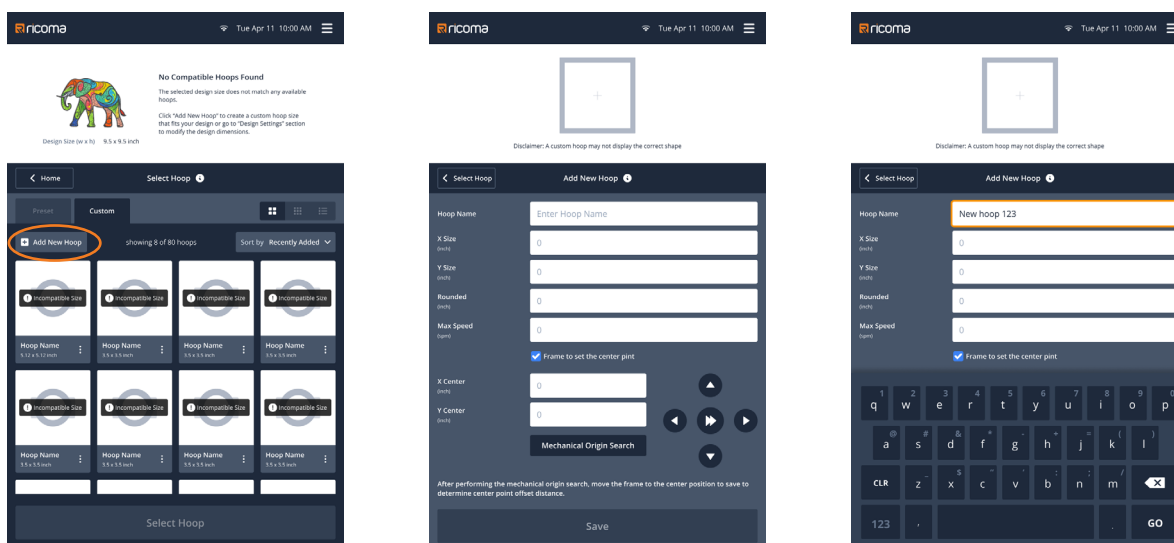 ricoma
Tue Apr 11 10:00 AM
No Compatible Hoops Found
The selected design size does not match any available
hoops.
Click "Add New Hoop" to create a custom hoop size
that fits your design or go to "Design Settings" section
to modify the design dimensions.
Design Size (w x h) 9.5 x 9.5 inch
Home
Select Hoop
Preset
Custom
Add New Hoop
showing 8 of 80 hoops
Sort by Recently Added
Incompatible Size
Incompatible Size
Incompatible Size
Incompatible Size
Hoop Name
5.12 x 5.12 inch
Hoop Name
3.5 x 3.5 inch
Hoop Name
3.5 x 3.5 inch
Hoop Name
3.5 x 3.5 inch
Incompatible Size
Incompatible Size
Incompatible Size
Incompatible Size
Hoop Name
3.5 x 3.5 inch
Hoop Name
3.5 x 3.5 inch
Hoop Name
3.5 x 3.5 inch
Hoop Name
3.5 x 3.5 inch
Select Hoop
ricoma
Tue Apr 11 10:00 AM
Disclaimer: A custom hoop may not display the correct shape
Select Hoop
Add New Hoop
Hoop Name
Enter Hoop Name
X Size
(inch)
0
Y Size
(inch)
0
Rounded
(inch)
0
Max Speed
(spm)
0
Frame to set the center pint
X Center
(inch)
0
Y Center
(inch)
0
Mechanical Origin Search
After performing the mechanical origin search, move the frame to the center position to save to
determine center point offset distance.
Save
ricoma
Tue Apr 11 10:00 AM
Disclaimer: A custom hoop may not display the correct shape
Select Hoop
Add New Hoop
Hoop Name
New hoop 123
X Size
(inch)
0
Y Size
(inch)
0
Rounded
(inch)
0
Max Speed
(spm)
0
Frame to set the center pint
1 2 3 4 5 6 7 8 9 0
q w e r t y u i o p
@ # & * - + = ( )
a s d f g h j k l
_ $ " ' : ; /
CLR z x c v b n m
123 , . GO